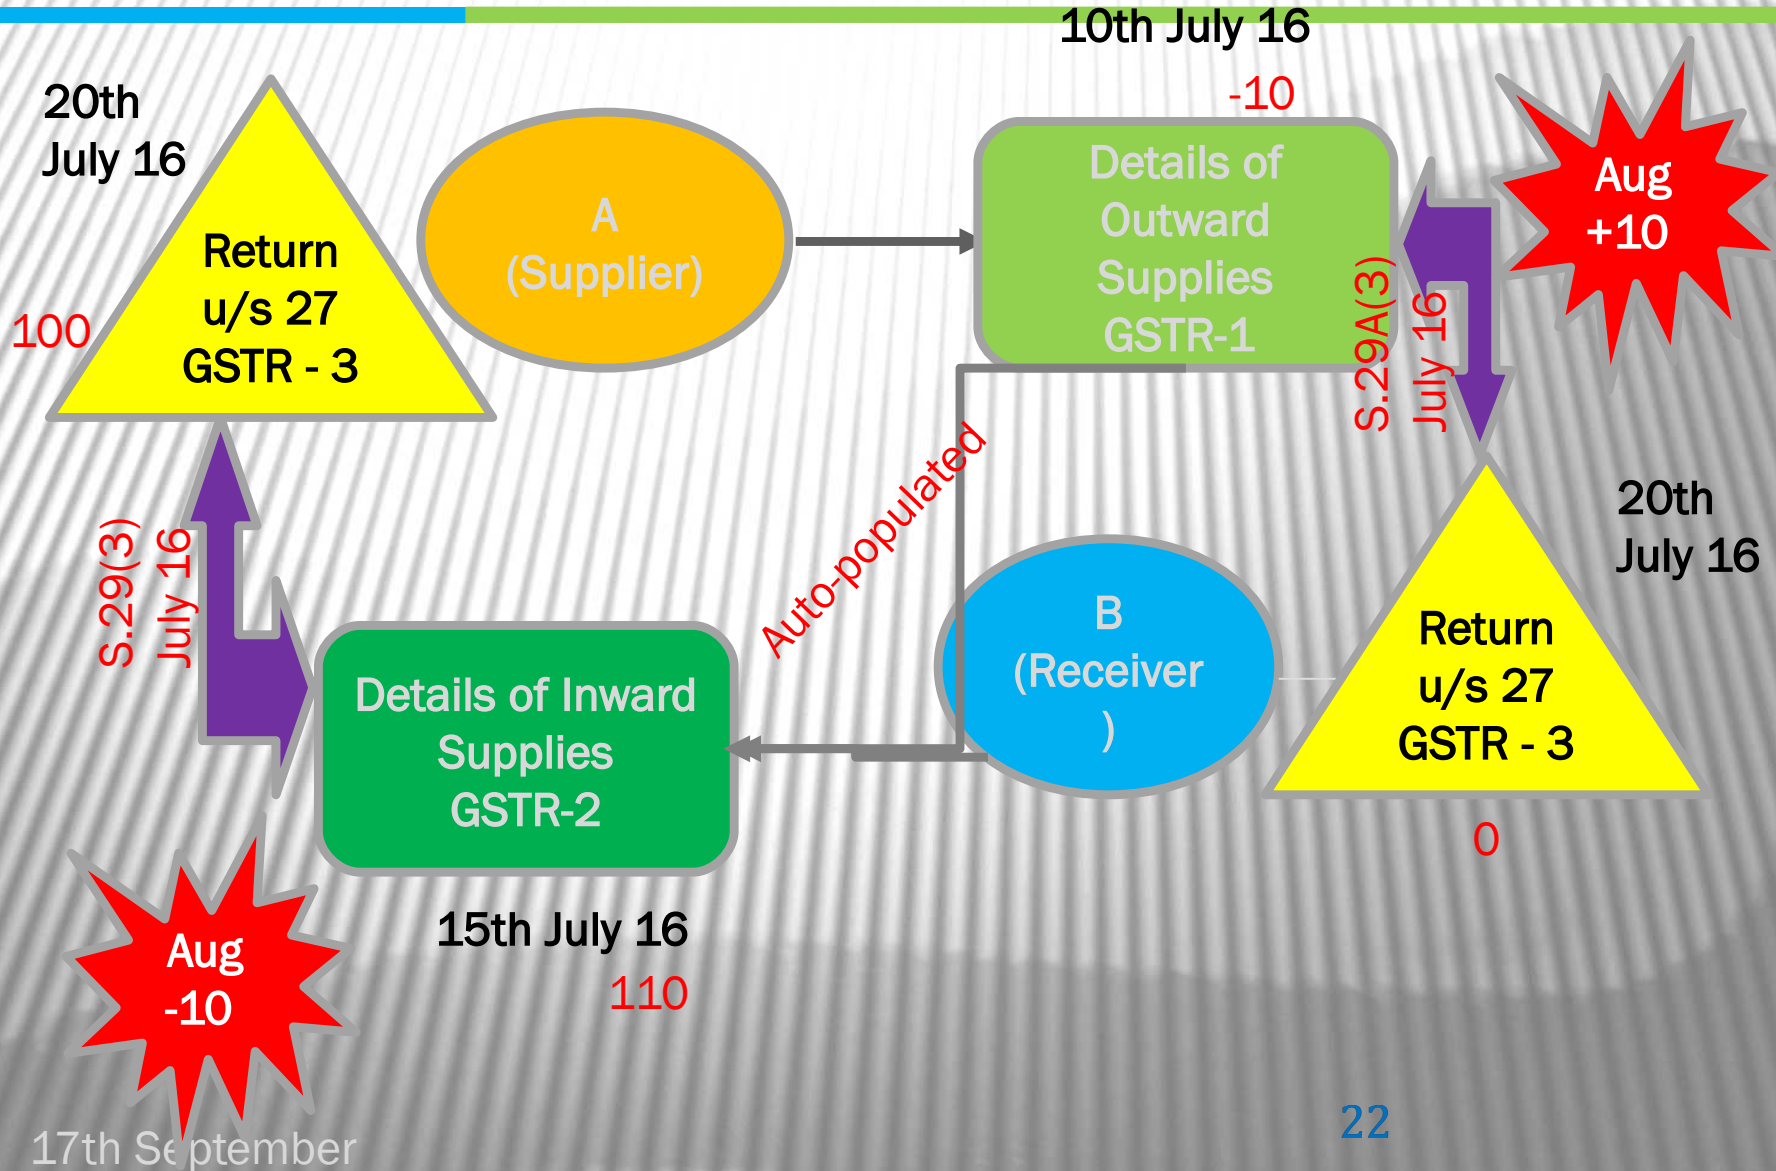 10th July 16
-10
20th
July 16
Return
u/s 27
GSTR - 3
100
A
(Supplier)
Details of
Outward
Supplies
GSTR-1
Aug
+10
S.29A(3)
July 16
Auto-populated
S.29(3)
July 16
B
(Receiver
)
20th
July 16
Return
u/s 27
GSTR - 3
0
Details of Inward
Supplies
GSTR-2
15th July 16
110
Aug
-10
17th September
22